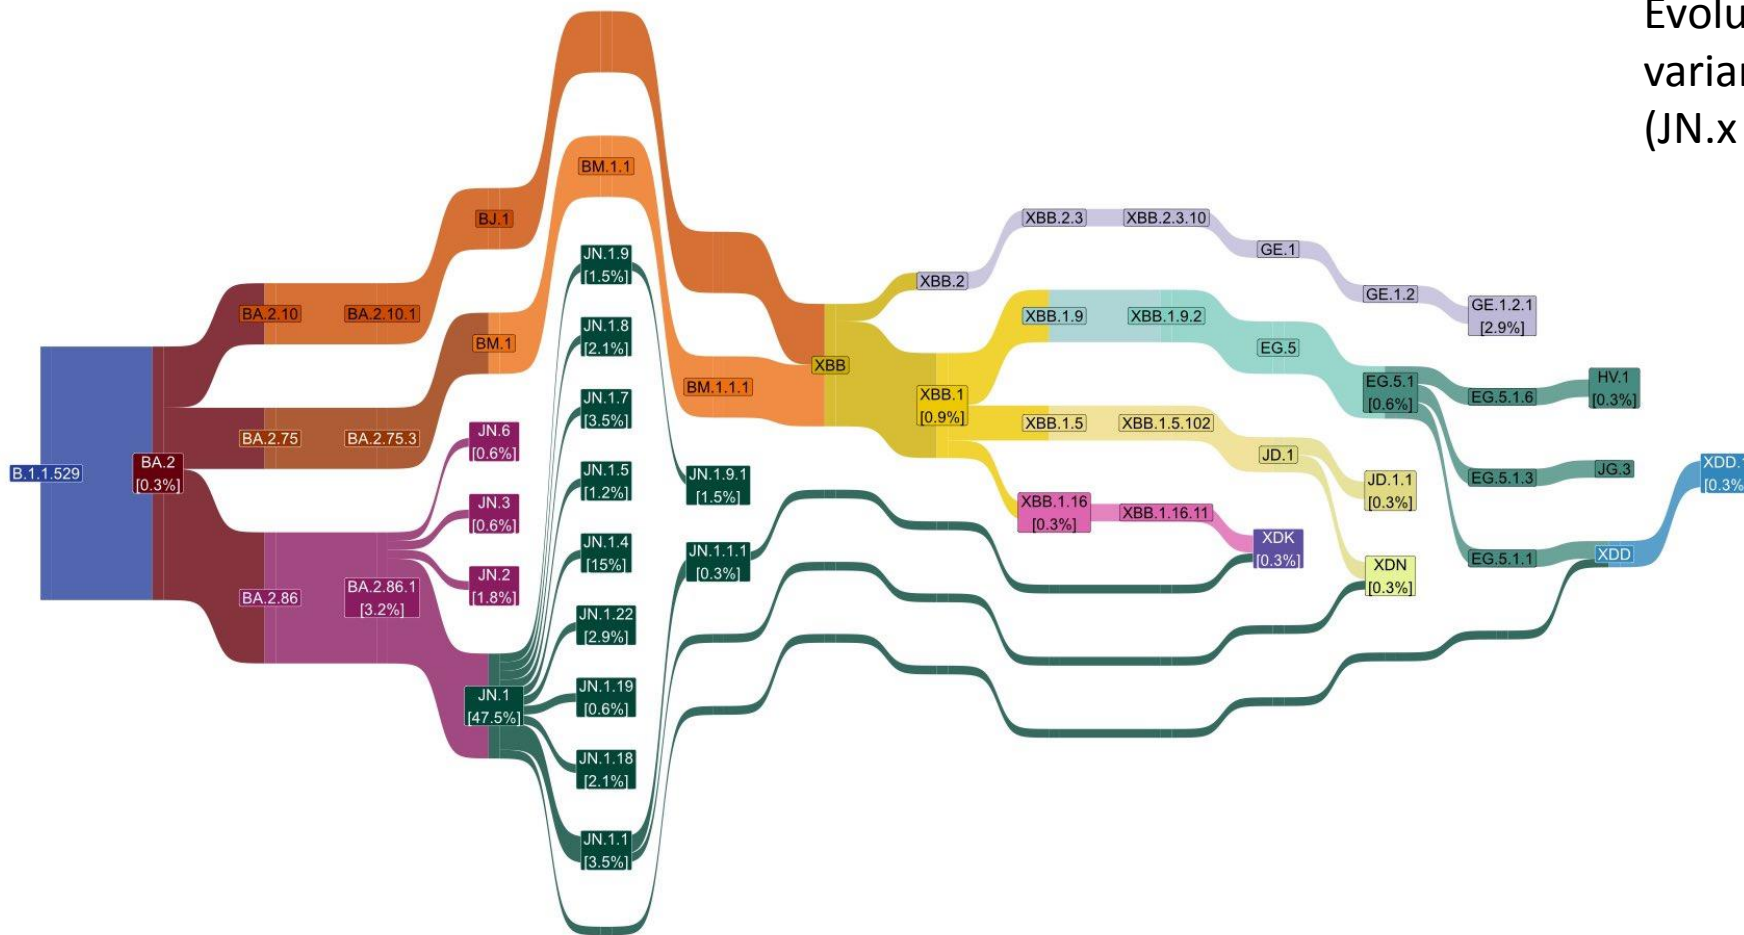 Evolu
varian
(JN.x
BM.1.1
BJ.1
JN.1.9
[1.5%]
XBB.2.3
XBB.2.3.10
GE.1
XBB.2
GE.1.2
GE.1.2.1
[2.9%]
BA.2.10
BA.2.10.1
JN.1.8
[2.1%]
XBB.1.9
XBB.1.9.2
BM.1
EG.5
XBB
BM.1.1.1
EG.5.1
[0.6%]
HV.1
[0.3%]
EG.5.1.6
JN.1.7
[3.5%]
XBB.1
[0.9%]
XBB.1.5
XBB.1.5.102
BA.2.75
BA.2.75.3
JN.6
[0.6%]
JD.1
B.1.1.529
BA.2
[0.3%]
JN.1.5
[1.2%]
JN.1.9.1
[1.5%]
JD.1.1
[0.3%]
EG.5.1.3
JG.3
XDD.1
[0.3%
JN.3
[0.6%]
XBB.1.16
[0.3%]
XBB.1.16.11
JN.1.4
[15%]
JN.1.1.1
[0.3%]
XDK
[0.3%]
EG.5.1.1
XDD
JN.2
[1.8%]
XDN
[0.3%]
BA.2.86
BA.2.86.1
[3.2%]
JN.1.22
[2.9%]
JN.1
[47.5%]
JN.1.19
[0.6%]
JN.1.18
[2.1%]
JN.1.1
[3.5%]